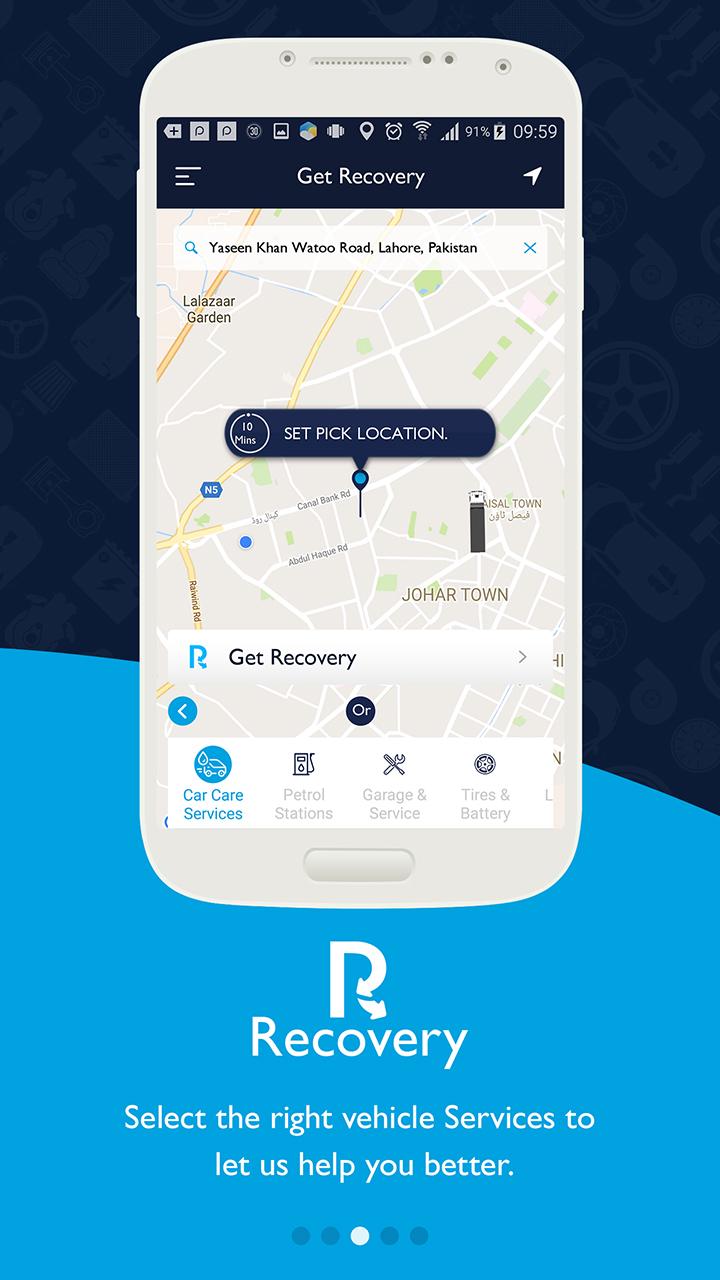 30 91% 09:59
Get Recovery
Yaseen Khan Watoo Road, Lahore, Pakistan
Lalazaar
Garden
10
Mins
SET PICK LOCATION.
N5
Canal Bank Rd
کینال روڈ
AISAL TOWN
فیصل ٹاؤن
Abdul Haque Rd
Raiwind Rd
JOHAR TOWN
R Get Recovery
HI
Or
N
Car Care
Services
Petrol
Stations
Garage &
Service
Tires &
Battery
L
R
Recovery
Select the right vehicle Services to
let us help you better.